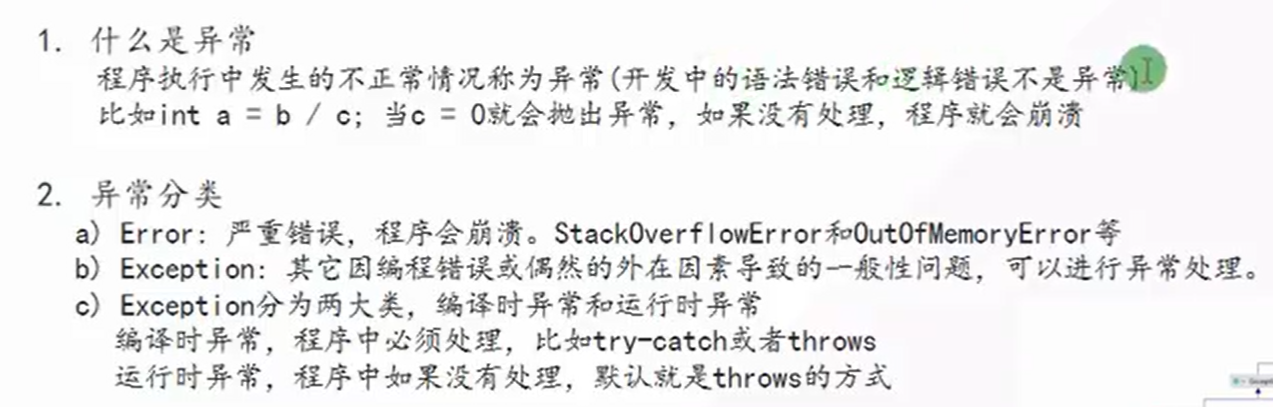 1. 什么是异常
程序执行中发生的不正常情况称为异常(开发中的语法错误和逻辑错误不是异常)
比如int a = b / c; 当c = 0就会抛出异常，如果没有处理，程序就会崩溃
2. 异常分类
a) Error: 严重错误，程序会崩溃。StackOverflowError和OutOfMemoryError等
b) Exception: 其它因编程错误或偶然的外在因素导致的一般性问题，可以进行异常处理。
c) Exception分为两大类，编译时异常和运行时异常
编译时异常，程序中必须处理，比如try-catch或者throws
运行时异常，程序中如果没有处理，默认就是throws的方式